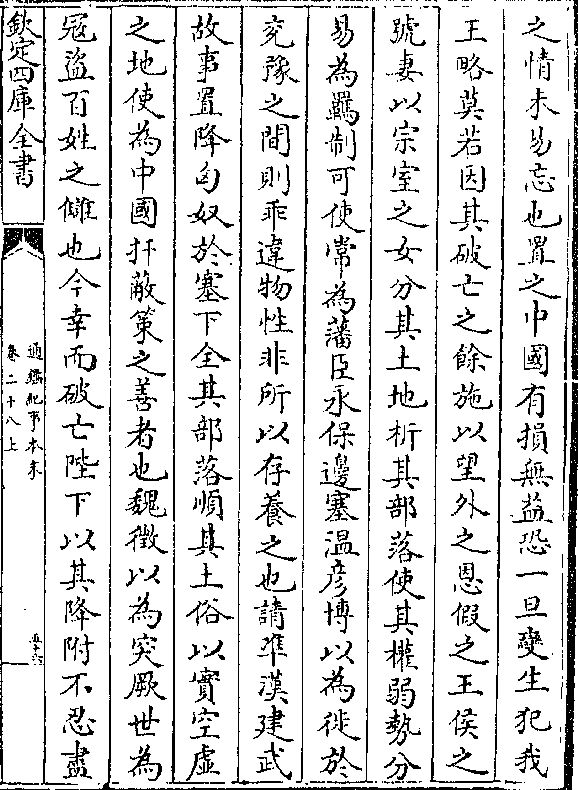 之情未易忘也置之中國有損無益恐一旦變生犯我
王略莫若因其破亡之餘施以望外之恩假之王侯之
號妻以宗室之女分其土地析其部落使其權弱勢分
易為羈制可使常為藩臣永保邊塞溫彦博以為徙於
兖豫之間則乖違物性非所以存養之也請凖漢建武
故事置降匈奴於塞下全其部落順其土俗以實空虛
之地使為中國扞蔽策之善者也魏徵以為突厥世為
冦盜百姓之讎也今幸而破亡陛下以其降附不忍盡
欽定四庫全書
通鑑紀事本末
卷二十八上